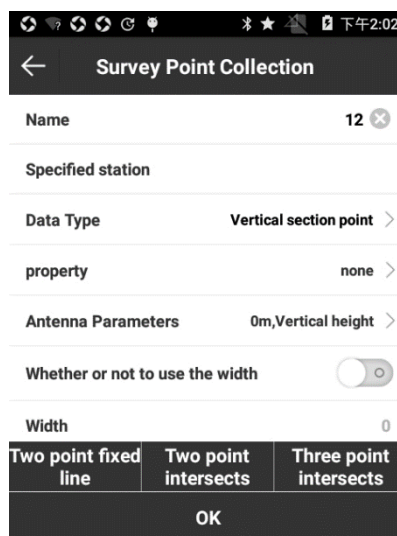 下午2:02
Survey Point Collection
Name 12
Specified station
Data Type Vertical section point
property none
Antenna Parameters 0m,Vertical height
Whether or not to use the width
Width 0
Two point fixed line
Two point intersects
Three point intersects
OK